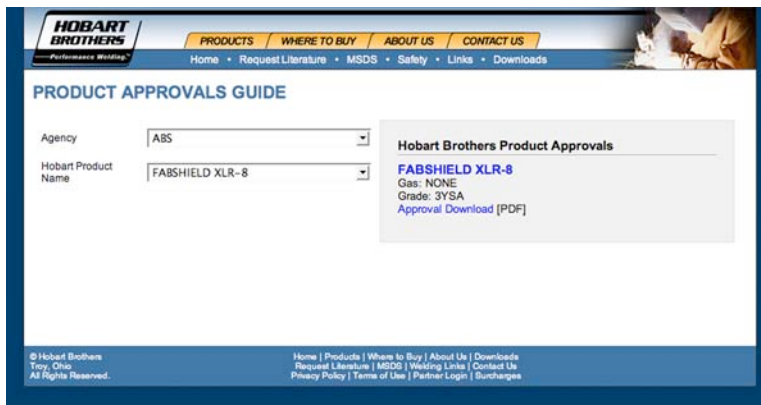 HOBART
BROTHERS
Performance Welding.™
PRODUCTS / WHERE TO BUY / ABOUT US / CONTACT US
Home • Request Literature • MSDS • Safety • Links • Downloads
PRODUCT APPROVALS GUIDE
Agency
ABS
Hobart Product
Name
FABSHIELD XLR-8
Hobart Brothers Product Approvals
FABSHIELD XLR-8
Gas: NONE
Grade: 3YSA
Approval Download [PDF]
© Hobart Brothers
Troy, Ohio
All Rights Reserved.
Home | Products | Where to Buy | About Us | Downloads
Request Literature | MSDS | Welding Links | Contact Us
Privacy Policy | Terms of Use | Partner Login | Surcharges